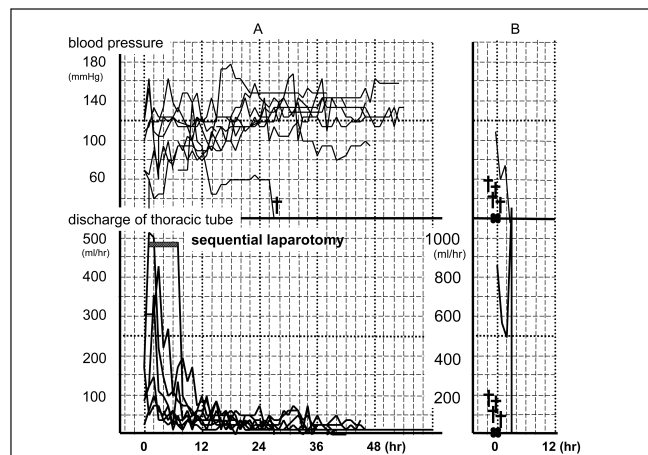 A
B
blood pressure
180
(mmHg)
140
100
60
†
discharge of thoracic tube
500
(ml/hr)
sequential laparotomy
1000
(ml/hr)
400
800
300
600
200
400
100
200
0 12 24 36 48 (hr)
0 12 (hr)